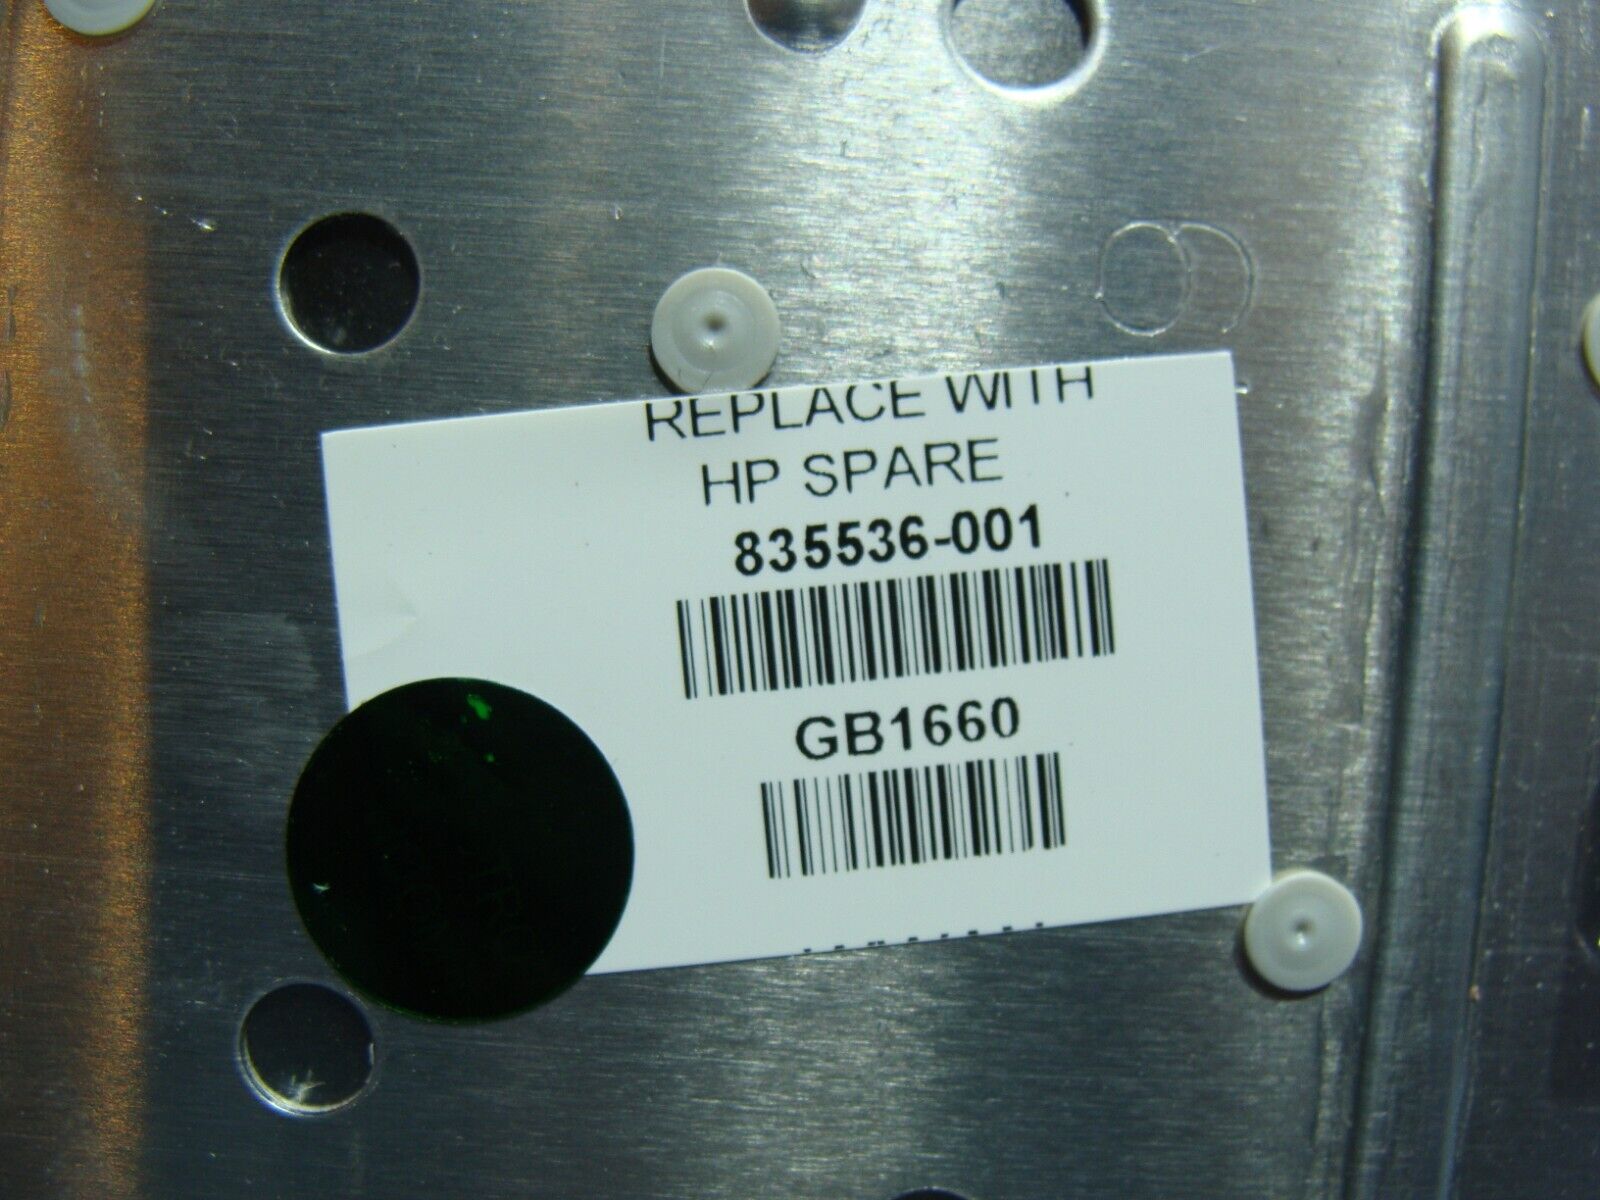 REPLACE WITH
HP SPARE
835536-001
GB1660